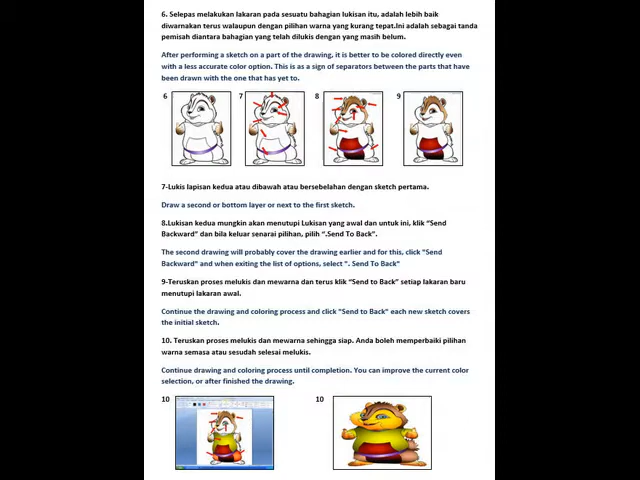 6. Selepas melakukan lakaran pada sesuatu bahagian lukisan itu, adalah lebih baik
diwarnakan terus walaupun dengan pilihan warna yang kurang tepat.Ini adalah sebagai tanda
pemisah diantara bahagian yang telah dilukis dengan yang masih belum.
After performing a sketch on a part of the drawing, it is better to be colored directly even
with a less accurate color option. This is as a sign of separators between the parts that have
been drawn with the one that has yet to.
6 7 8 9
7-Lukis lapisan kedua atau dibawah atau bersebelahan dengan sketch pertama.
Draw a second or bottom layer or next to the first sketch.
8.Lukisan kedua mungkin akan menutupi Lukisan yang awal dan untuk ini, klik “Send
Backward” dan bila keluar senarai pilihan, pilih “.Send To Back”.
The second drawing will probably cover the drawing earlier and for this, click "Send
Backward" and when exiting the list of options, select ". Send To Back"
9-Teruskan proses melukis dan mewarna dan terus klik “Send to Back” setiap lakaran baru
menutupi lakaran awal.
Continue the drawing and coloring process and click "Send to Back" each new sketch covers
the initial sketch.
10. Teruskan proses melukis dan mewarna sehingga siap. Anda boleh memperbaiki pilihan
warna semasa atau sesudah selesai melukis.
Continue drawing and coloring process until completion. You can improve the current color
selection, or after finished the drawing.
10 10